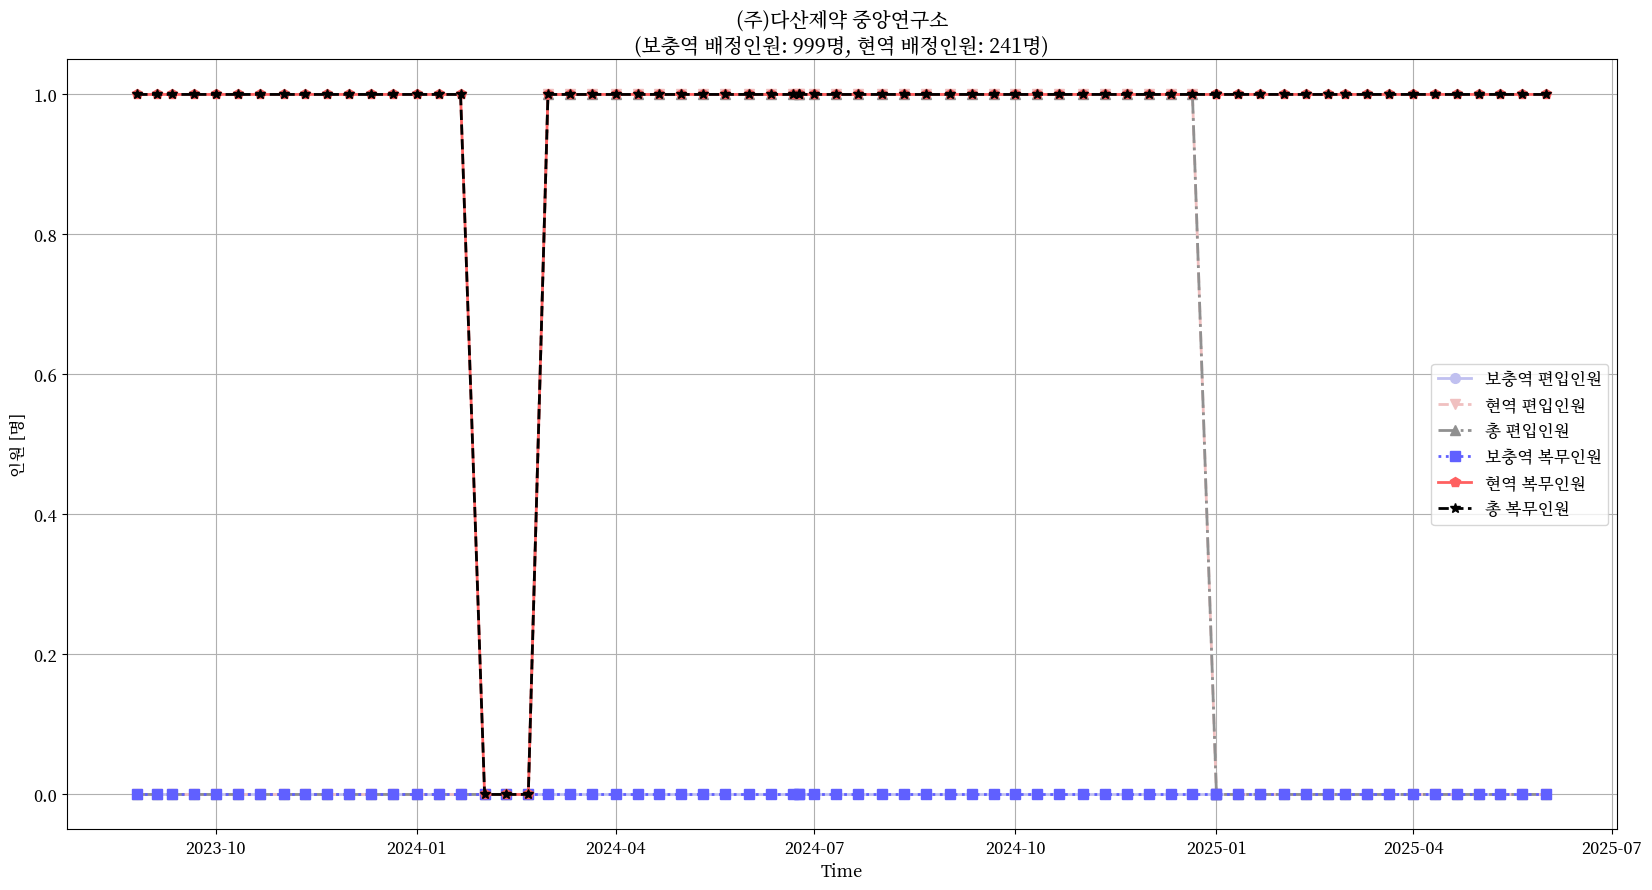 (주)다산제약 중앙연구소
(보충역 배정인원: 999명, 현역 배정인원: 241명)
1.0
0.8
0.6
0.4
0.2
0.0
인원 [명]
보충역 편입인원
현역 편입인원
총 편입인원
보충역 복무인원
현역 복무인원
총 복무인원
2023-10
2024-01
2024-04
2024-07
2024-10
2025-01
2025-04
2025-07
Time